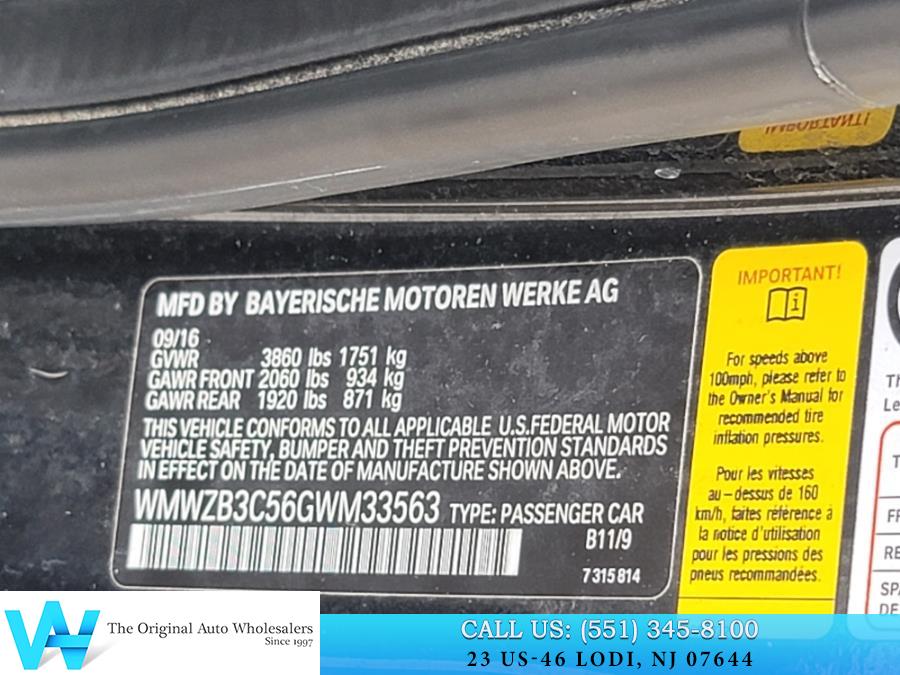 IMPORTANT!
MFD BY BAYERISCHE MOTOREN WERKE AG
09/16
GVWR 3860 lbs 1751 kg
GAWR FRONT 2060 lbs 934 kg
GAWR REAR 1920 lbs 871 kg
THIS VEHICLE CONFORMS TO ALL APPLICABLE U.S.FEDERAL MOTOR
VEHICLE SAFETY, BUMPER AND THEFT PREVENTION STANDARDS
IN EFFECT ON THE DATE OF MANUFACTURE SHOWN ABOVE.
WMWZB3C56GWM33563 TYPE: PASSENGER CAR
B11/9
7315814
IMPORTANT!
For speeds above
100mph, please refer to
the Owner's Manual for
recommended tire
inflation pressures.
Pour les vitesses
au-dessus de 160
km/h, faites référence à
la notice d'utilisation
pour les pressions des
pneus recommandées.
The Original Auto Wholesalers
Since 1997
CALL US: (551) 345-8100
23 US-46 LODI, NJ 07644